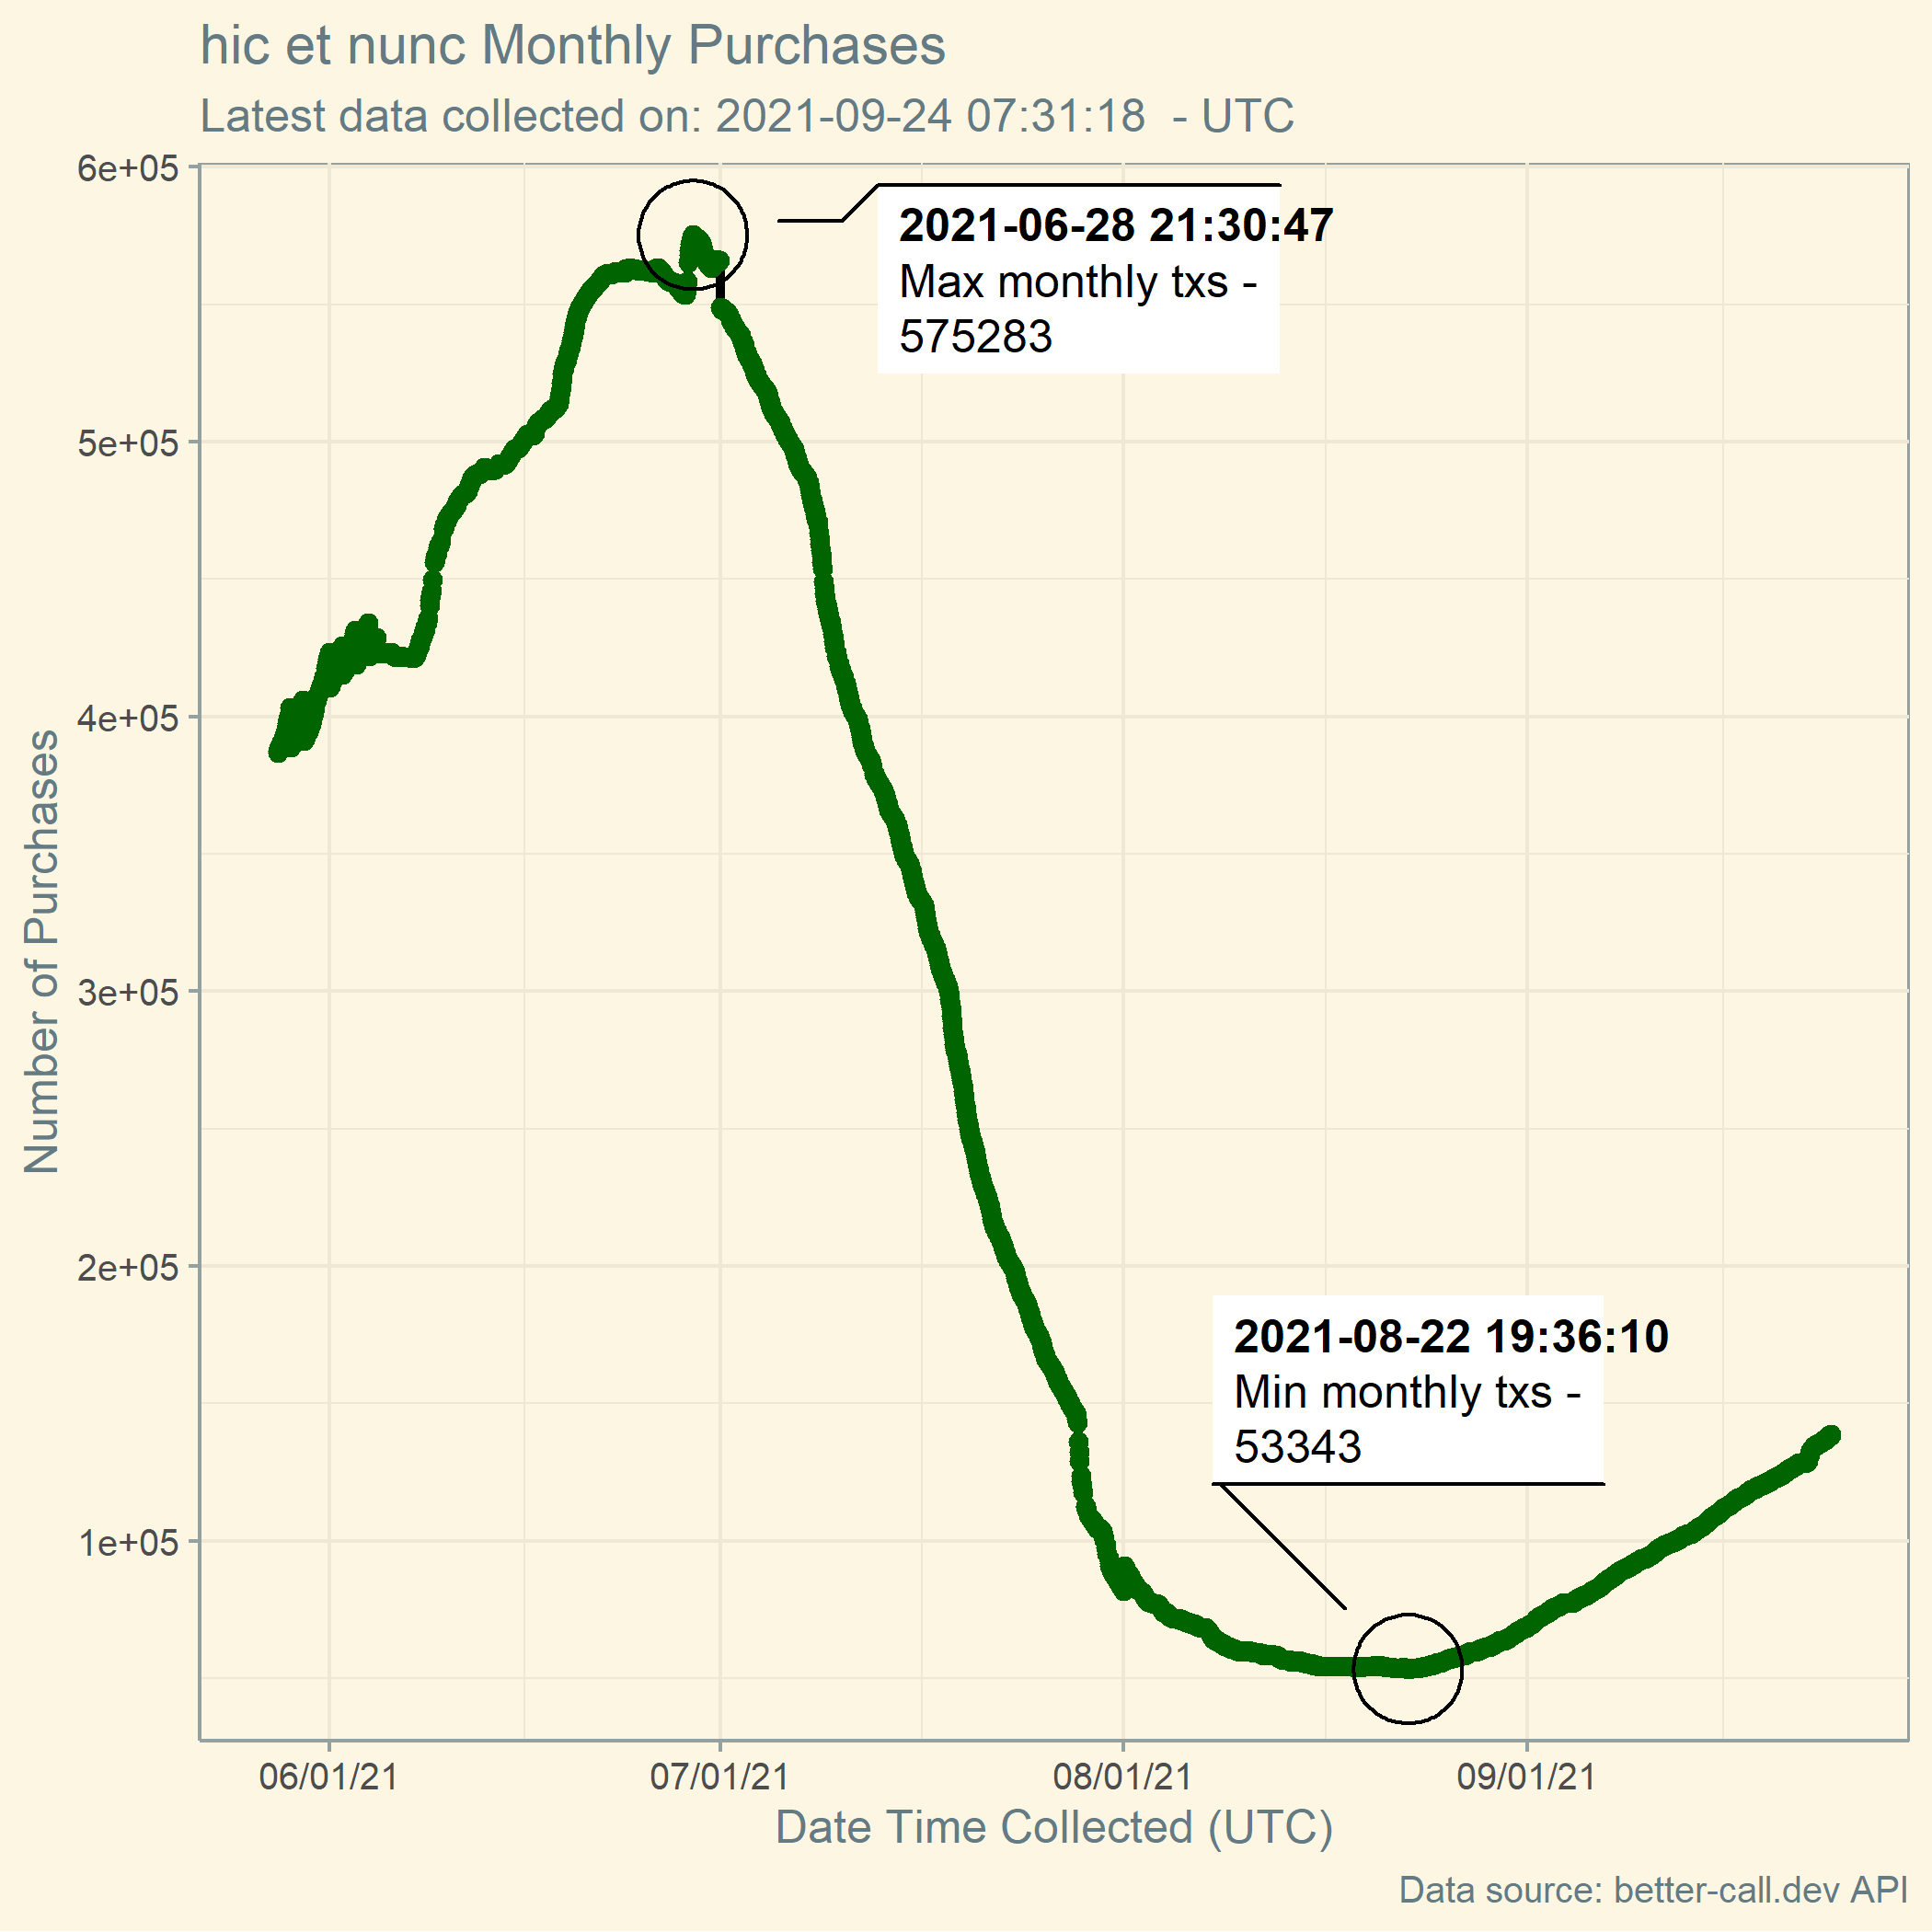 hic et nunc Monthly Purchases
Latest data collected on: 2021-09-24 07:31:18  - UTC
6e+05
5e+05
4e+05
3e+05
2e+05
1e+05
Number of Purchases
2021-06-28 21:30:47
Max monthly txs -
575283
2021-08-22 19:36:10
Min monthly txs -
53343
06/01/21
07/01/21
08/01/21
09/01/21
Date Time Collected (UTC)
Data source: better-call.dev API